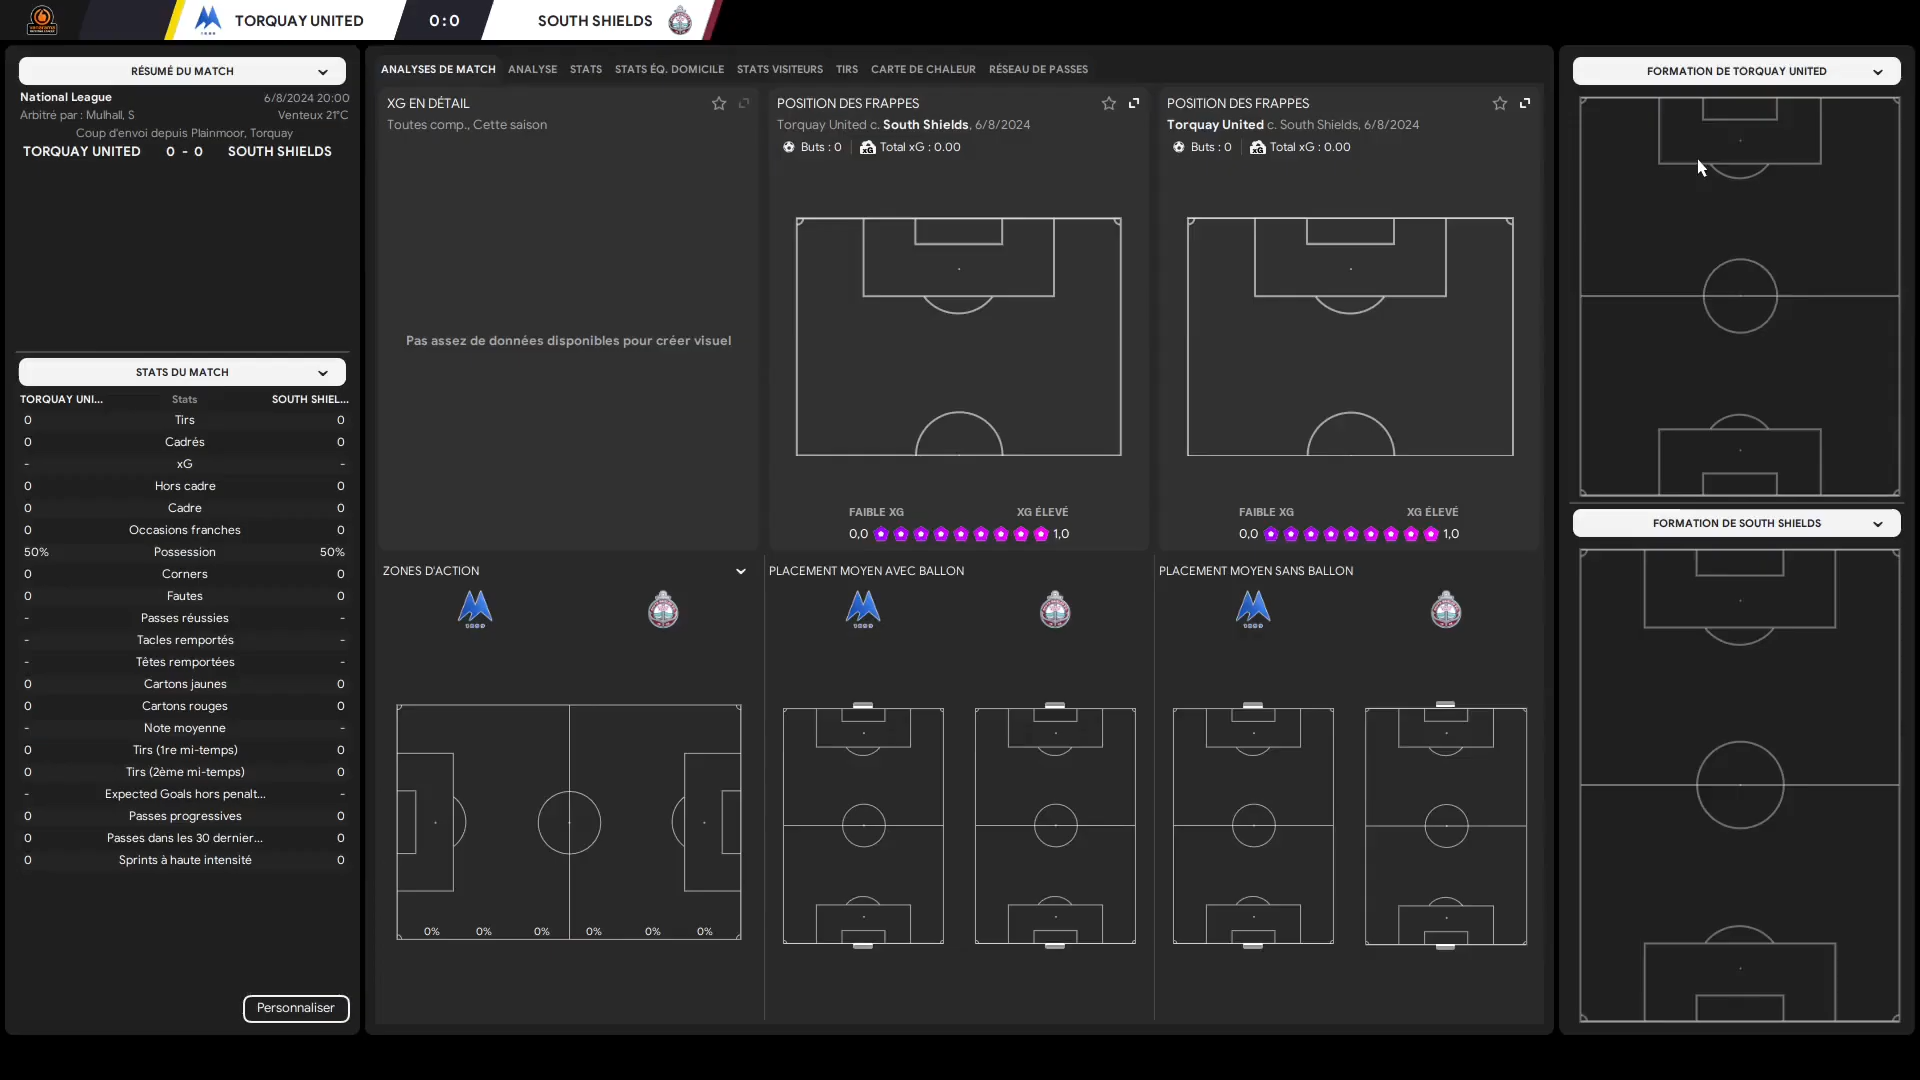 TORQUAY UNITED 0 : 0 SOUTH SHIELDS
RÉSUMÉ DU MATCH
National League 6/8/2024 20:00
Arbitré par : Mulhall, S Venteux 21°C
Coup d'envoi depuis Plainmoor, Torquay
TORQUAY UNITED 0 - 0 SOUTH SHIELDS
STATS DU MATCH
TORQUAY UNI... Stats SOUTH SHIEL...
0 Tirs 0
0 Cadrés 0
- xG -
0 Hors cadre 0
0 Cadre 0
0 Occasions franches 0
50% Possession 50%
0 Corners 0
0 Fautes 0
- Passes réussies -
- Tacles remportés -
- Têtes remportées -
0 Cartons jaunes 0
0 Cartons rouges 0
- Note moyenne -
0 Tirs (1re mi-temps) 0
0 Tirs (2ème mi-temps) 0
- Expected Goals hors penalt... -
0 Passes progressives 0
0 Passes dans les 30 dernier... 0
0 Sprints à haute intensité 0
Personnaliser
ANALYSES DE MATCH ANALYSE STATS STATS ÉQ. DOMICILE STATS VISITEURS TIRS CARTE DE CHALEUR RÉSEAU DE PASSES
XG EN DÉTAIL
Toutes comp., Cette saison
Pas assez de données disponibles pour créer visuel
POSITION DES FRAPPES
Torquay United c. South Shields, 6/8/2024
Buts : 0 xG Total xG : 0.00
FAIBLE XG XG ÉLEVÉ
0,0 1,0
POSITION DES FRAPPES
Torquay United c. South Shields, 6/8/2024
Buts : 0 xG Total xG : 0.00
FAIBLE XG XG ÉLEVÉ
0,0 1,0
ZONES D'ACTION
0% 0% 0% 0% 0% 0%
PLACEMENT MOYEN AVEC BALLON
PLACEMENT MOYEN SANS BALLON
FORMATION DE TORQUAY UNITED
FORMATION DE SOUTH SHIELDS